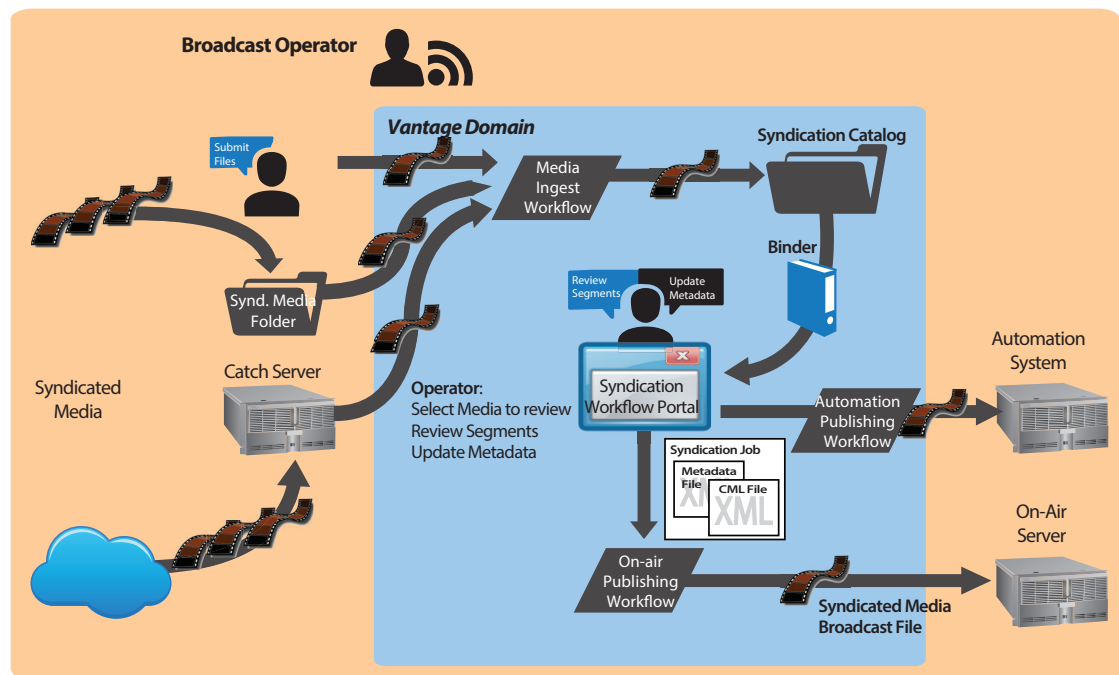 Broadcast Operator
Vantage Domain
Submit
Files
Media
Ingest
Workflow
Syndication Catalog
Binder
Synd. Media
Folder
Review
Segments
Update
Metadata
Syndicated
Media
Catch Server
Operator:
Select Media to review
Review Segments
Update Metadata
Syndication
Workflow Portal
Automation
Publishing
Workflow
Automation
System
Syndication Job
Metadata
File
XML
CML File
XML
On-air
Publishing
Workflow
Syndicated Media
Broadcast File
On-Air
Server